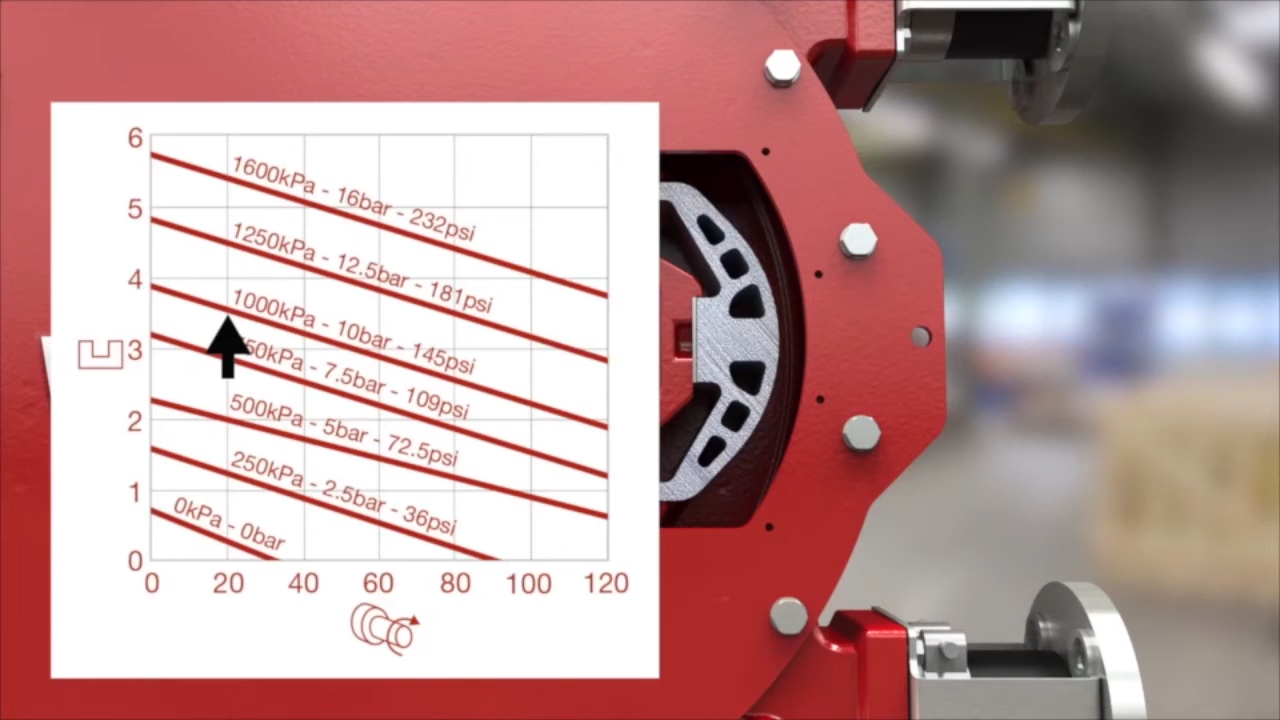 6
1600kPa - 16bar - 232psi
5
1250kPa - 12.5bar - 181psi
4
1000kPa - 10bar - 145psi
3
50kPa - 7.5bar - 109psi
2
500kPa - 5bar - 72.5psi
1
250kPa - 2.5bar - 36psi
0kPa - 0bar
0
0 20 40 60 80 100 120